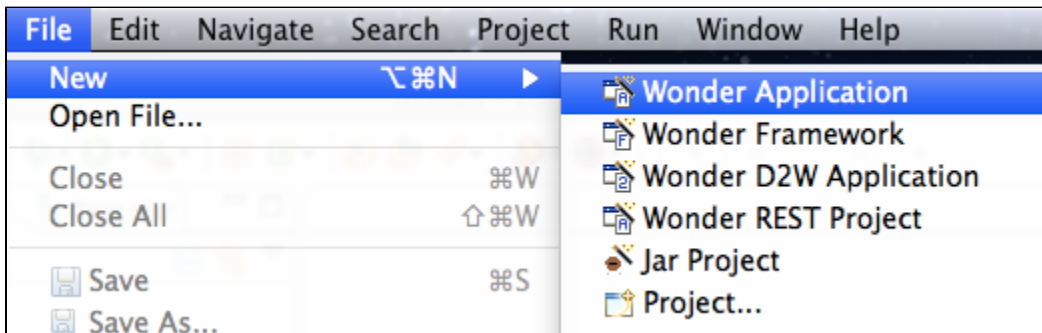 File Edit Navigate Search Project Run Window Help
New ⌥⌘N ▶
Open File...
Close ⌘W
Close All ⇧⌘W
Save ⌘S
Save As...
Wonder Application
Wonder Framework
Wonder D2W Application
Wonder REST Project
Jar Project
Project...